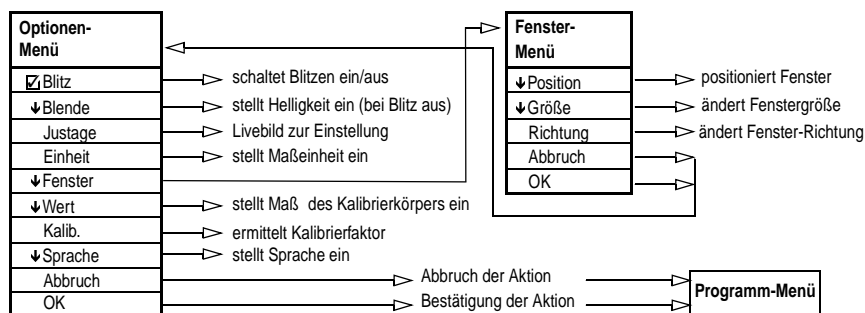 Optionen-
Menü
Blitz
schaltet Blitzen ein/aus
Blende
stellt Helligkeit ein (bei Blitz aus)
Justage
Livebild zur Einstellung
Einheit
stellt Maßeinheit ein
Fenster
Wert
stellt Maß des Kalibrierkörpers ein
Kalib.
ermittelt Kalibrierfaktor
Sprache
stellt Sprache ein
Abbruch
Abbruch der Aktion
OK
Bestätigung der Aktion
Fenster-
Menü
Position
positioniert Fenster
Größe
ändert Fenstergröße
Richtung
ändert Fenster-Richtung
Abbruch
OK
Programm-Menü